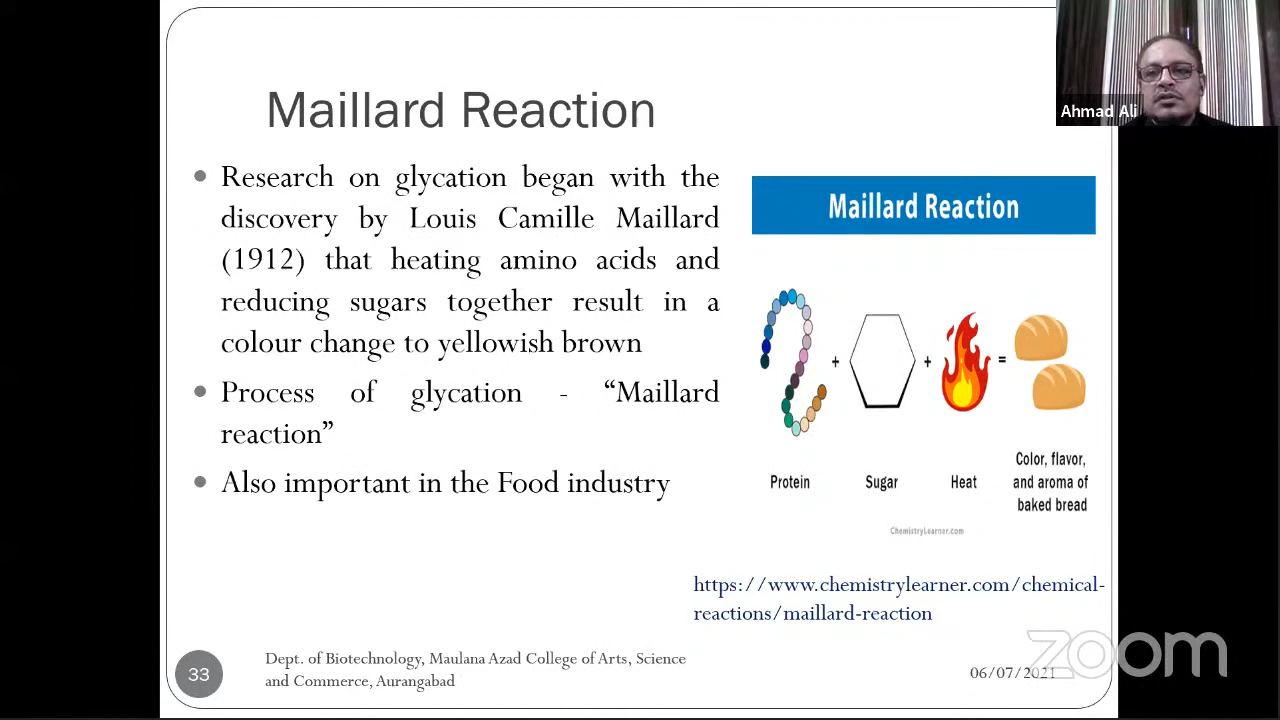 Maillard Reaction
Ahmad Ali
• Research on glycation began with the
discovery by Louis Camille Maillard
(1912) that heating amino acids and
reducing sugars together result in a
colour change to yellowish brown
• Process of glycation - “Maillard
reaction”
• Also important in the Food industry
Maillard Reaction
+ + =
Protein Sugar Heat
Color, flavor,
and aroma of
baked bread
ChemistryLearner.com
https://www.chemistrylearner.com/chemical-
reactions/maillard-reaction
33
Dept. of Biotechnology, Maulana Azad College of Arts, Science
and Commerce, Aurangabad
06/07/2021
zoom